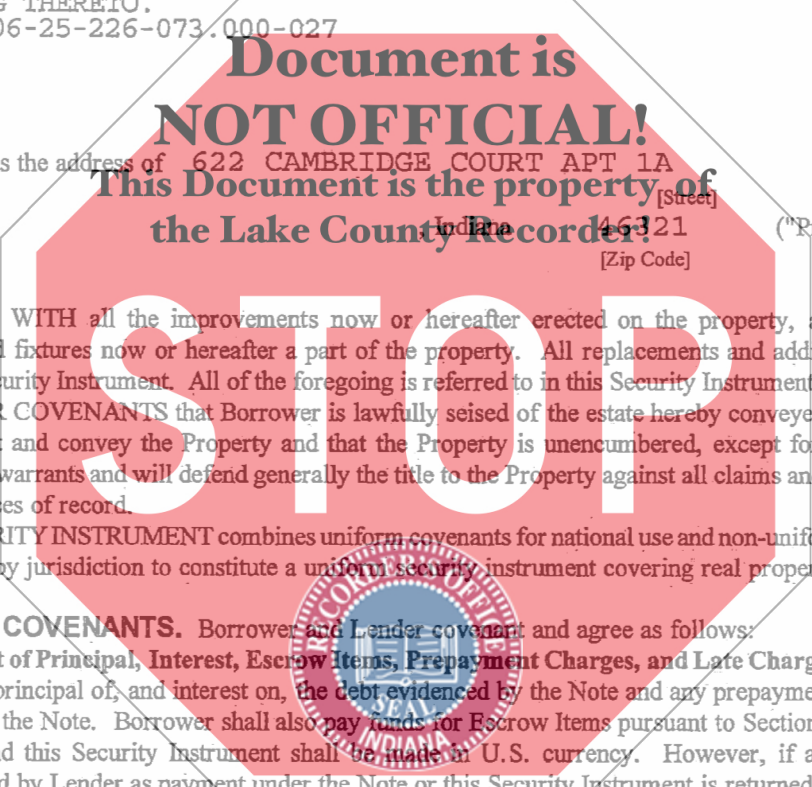 G THERETO.
06-25-226-073.000-027
Document is
NOT OFFICIAL!
s the address of 622 CAMBRIDGE COURT APT 1A
This Document is the property of
[Street]
the Lake County Recorder!
, Indiana 46321 ("P
[Zip Code]
STOP
WITH all the improvements now or hereafter erected on the property, a
d fixtures now or hereafter a part of the property. All replacements and addi
curity Instrument. All of the foregoing is referred to in this Security Instrument
R COVENANTS that Borrower is lawfully seised of the estate hereby conveye
t and convey the Property and that the Property is unencumbered, except fo
warrants and will defend generally the title to the Property against all claims an
ces of record.
RITY INSTRUMENT combines uniform covenants for national use and non-unifo
by jurisdiction to constitute a uniform security instrument covering real proper
COVENANTS. Borrower and Lender covenant and agree as follows:
t of Principal, Interest, Escrow Items, Prepayment Charges, and Late Charg
principal of, and interest on, the debt evidenced by the Note and any prepayme
the Note. Borrower shall also pay funds for Escrow Items pursuant to Section
nd this Security Instrument shall be made in U.S. currency. However, if a
d by Lender as payment under the Note or this Security Instrument is returned
RECORDER'S OFFICE
SEAL
INDIANA